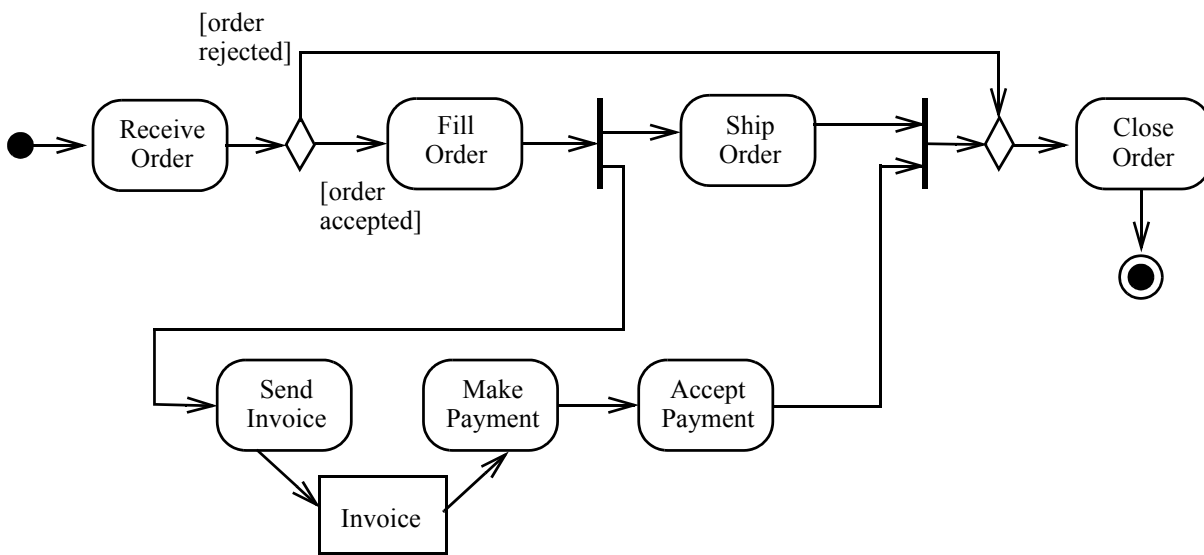 [order
rejected]
Receive
Order
Fill
Order
Ship
Order
Close
Order
[order
accepted]
Send
Invoice
Make
Payment
Accept
Payment
Invoice